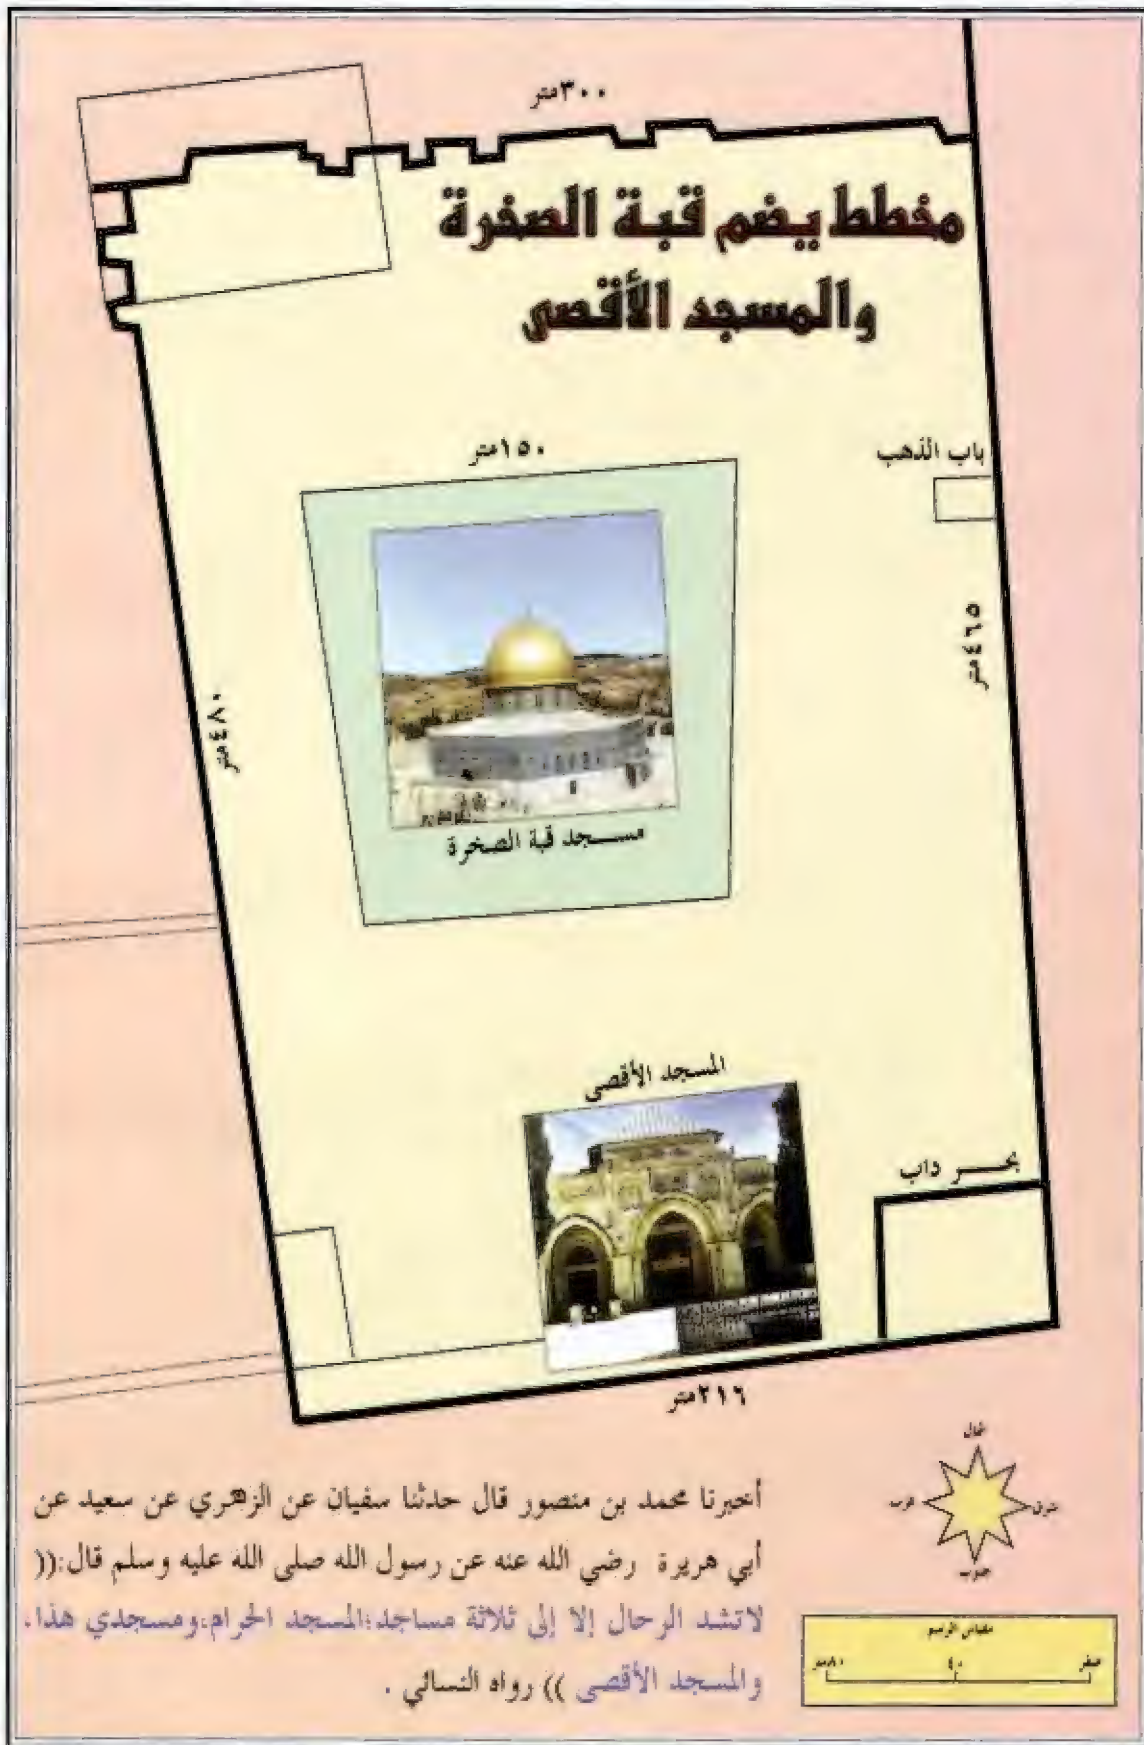 ٣٠٠متر
مخطط يضم قبة الصخرة
والمسجد الأقصى
١٥٠متر
باب الذهب
٤٦٥متر
٤٨٠متر
مسـجد قبة الصخرة
المسجد الأقصى
بحـر داب
٢١٦متر
شمال
غرب
شرق
جنوب
أخبرنا محمد بن منصور قال حدثنا سفيان عن الزهري عن سعيد عن
أبي هريرة رضي الله عنه عن رسول الله صلى الله عليه وسلم قال:((
لاتشد الرحال إلا إلى ثلاثة مساجد؛المسجد الحرام،ومسجدي هذا،
والمسجد الأقصى )) رواه النسائي .
مقياس الرسم
صفر ٤٠ ٨٠متر